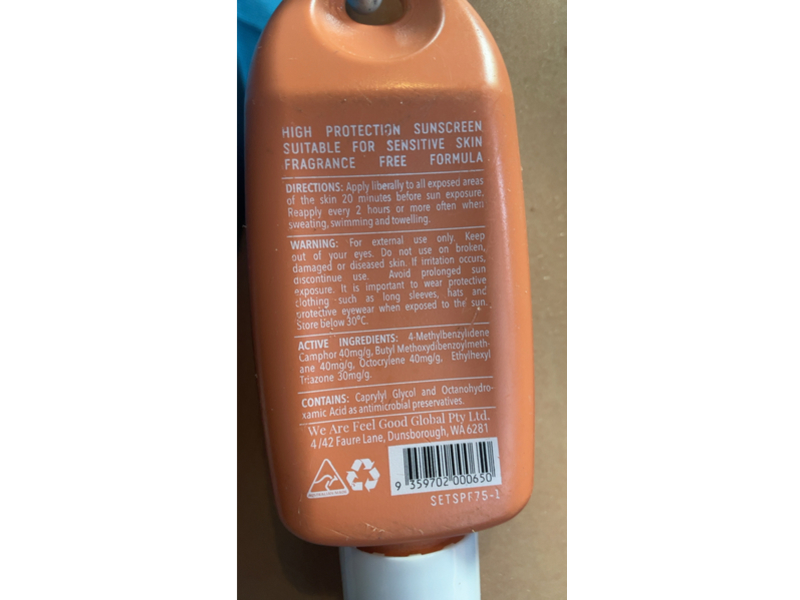 HIGH PROTECTION SUNSCREEN
SUITABLE FOR SENSITIVE SKIN
FRAGRANCE FREE FORMULA
DIRECTIONS: Apply liberally to all exposed areas
of the skin 20 minutes before sun exposure.
Reapply every 2 hours or more often when
sweating, swimming and towelling.
WARNING: For external use only. Keep
out of your eyes. Do not use on broken,
damaged or diseased skin. If irritation occurs,
discontinue use. Avoid prolonged sun
exposure. It is important to wear protective
clothing such as long sleeves, hats and
protective eyewear when exposed to the sun.
Store below 30°C.
ACTIVE INGREDIENTS: 4-Methylbenzylidene
Camphor 40mg/g, Butyl Methoxydibenzoylmeth-
ane 40mg/g, Octocrylene 40mg/g, Ethylhexyl
Triazone 30mg/g.
CONTAINS: Caprylyl Glycol and Octanohydro-
xamic Acid as antimicrobial preservatives.
We Are Feel Good Global Pty Ltd.
4 /42 Faure Lane, Dunsborough, WA 6281
9 359702 000650
SETSPF75-1